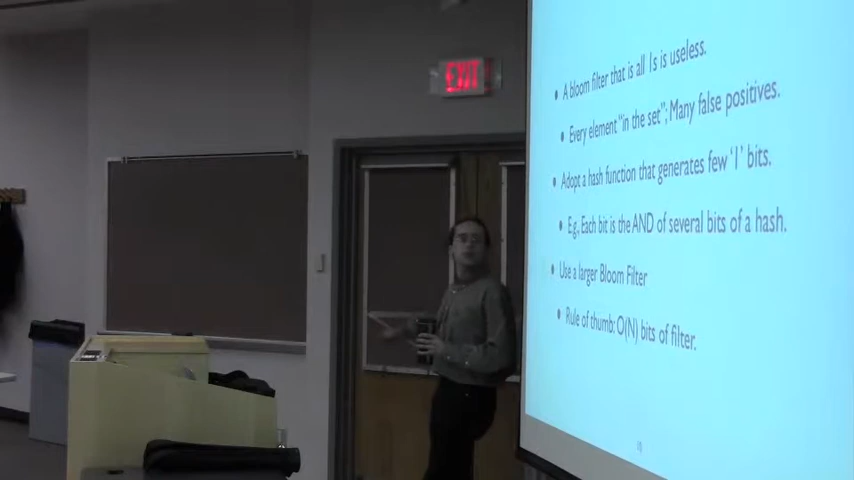 EXIT
• A bloom filter that is all 1s is useless.
• Every element "in the set"; Many false positives.
• Adopt a hash function that generates few '1' bits.
• E.g., Each bit is the AND of several bits of a hash.
• Use a larger Bloom Filter
• Rule of thumb: O(N) bits of filter.